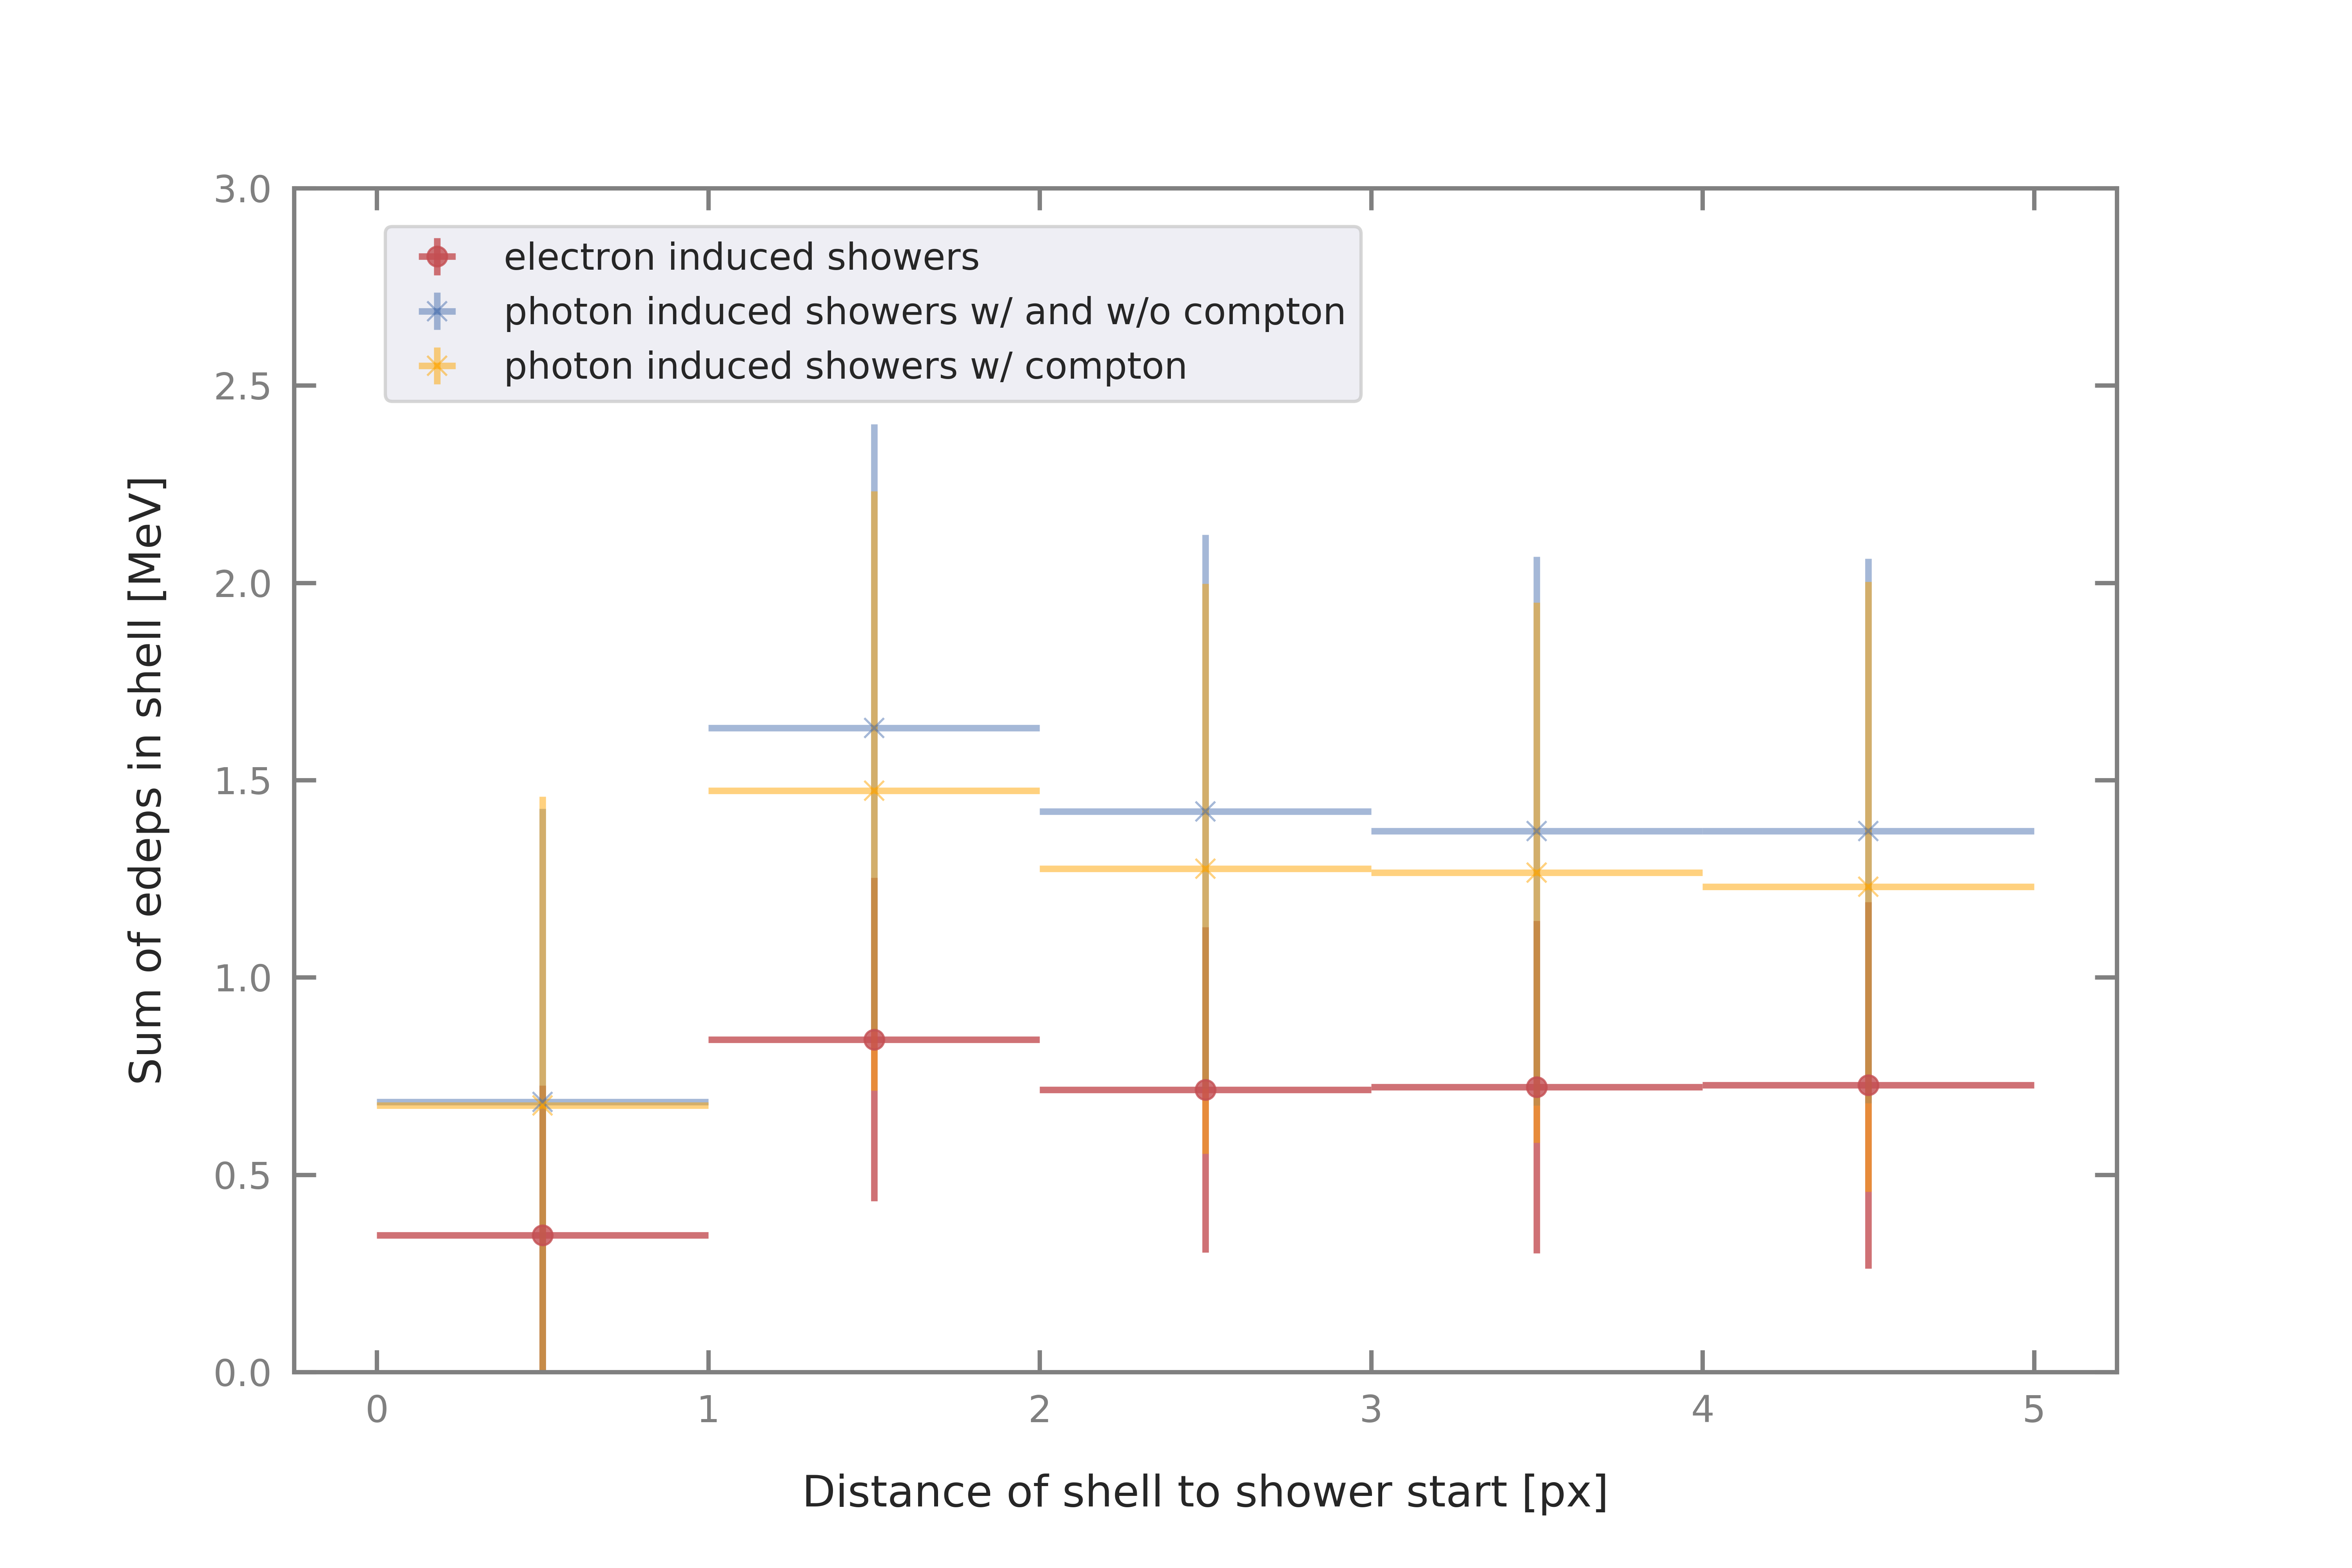 3.0
electron induced showers
photon induced showers w/ and w/o compton
photon induced showers w/ compton
2.5
2.0
1.5
1.0
0.5
0.0
Sum of edeps in shell [MeV]
0 1 2 3 4 5
Distance of shell to shower start [px]